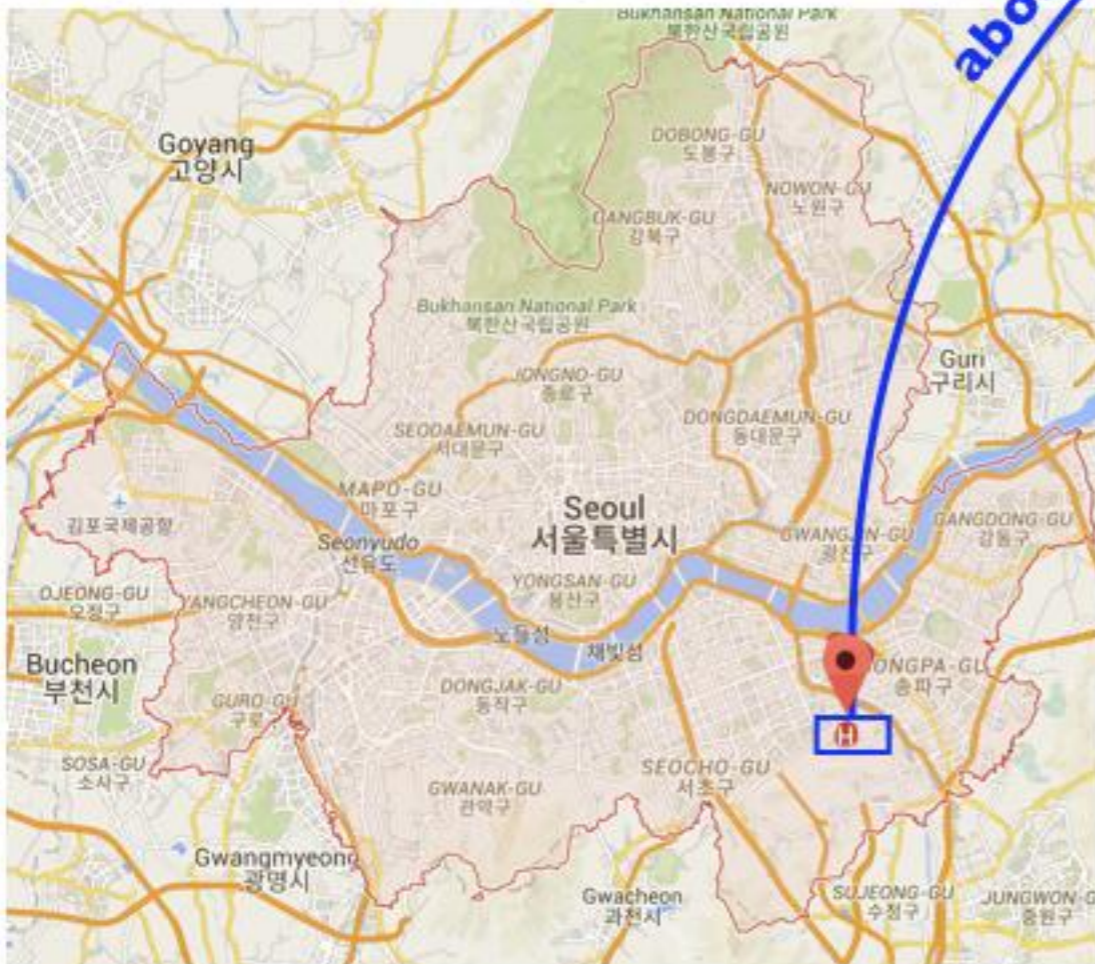 abo
Bukhansan National Park
북한산국립공원
Goyang
고양시
DOBONG-GU
도봉구
NOWON-GU
노원구
GANGBUK-GU
강북구
Bukhansan National Park
북한산국립공원
Guri
구리시
JONGNO-GU
종로구
SEODAEMUN-GU
서대문구
DONGDAEMUN-GU
동대문구
MAPO-GU
마포구
Seoul
서울특별시
김포국제공항
GWANGJIN-GU
광진구
GANGDONG-GU
강동구
Seonyudo
선유도
OJEONG-GU
오정구
YANGCHEON-GU
양천구
YONGSAN-GU
용산구
노들섬
채빛섬
Bucheon
부천시
ONGPA-GU
송파구
DONGJAK-GU
동작구
GURO-GU
구로
H
SOSA-GU
소사구
SEOCHO-GU
서초구
GWANAK-GU
관악구
Gwangmyeong
광명시
Gwacheon
과천시
SUJEONG-GU
수정구
JUNGWON-G
중원구